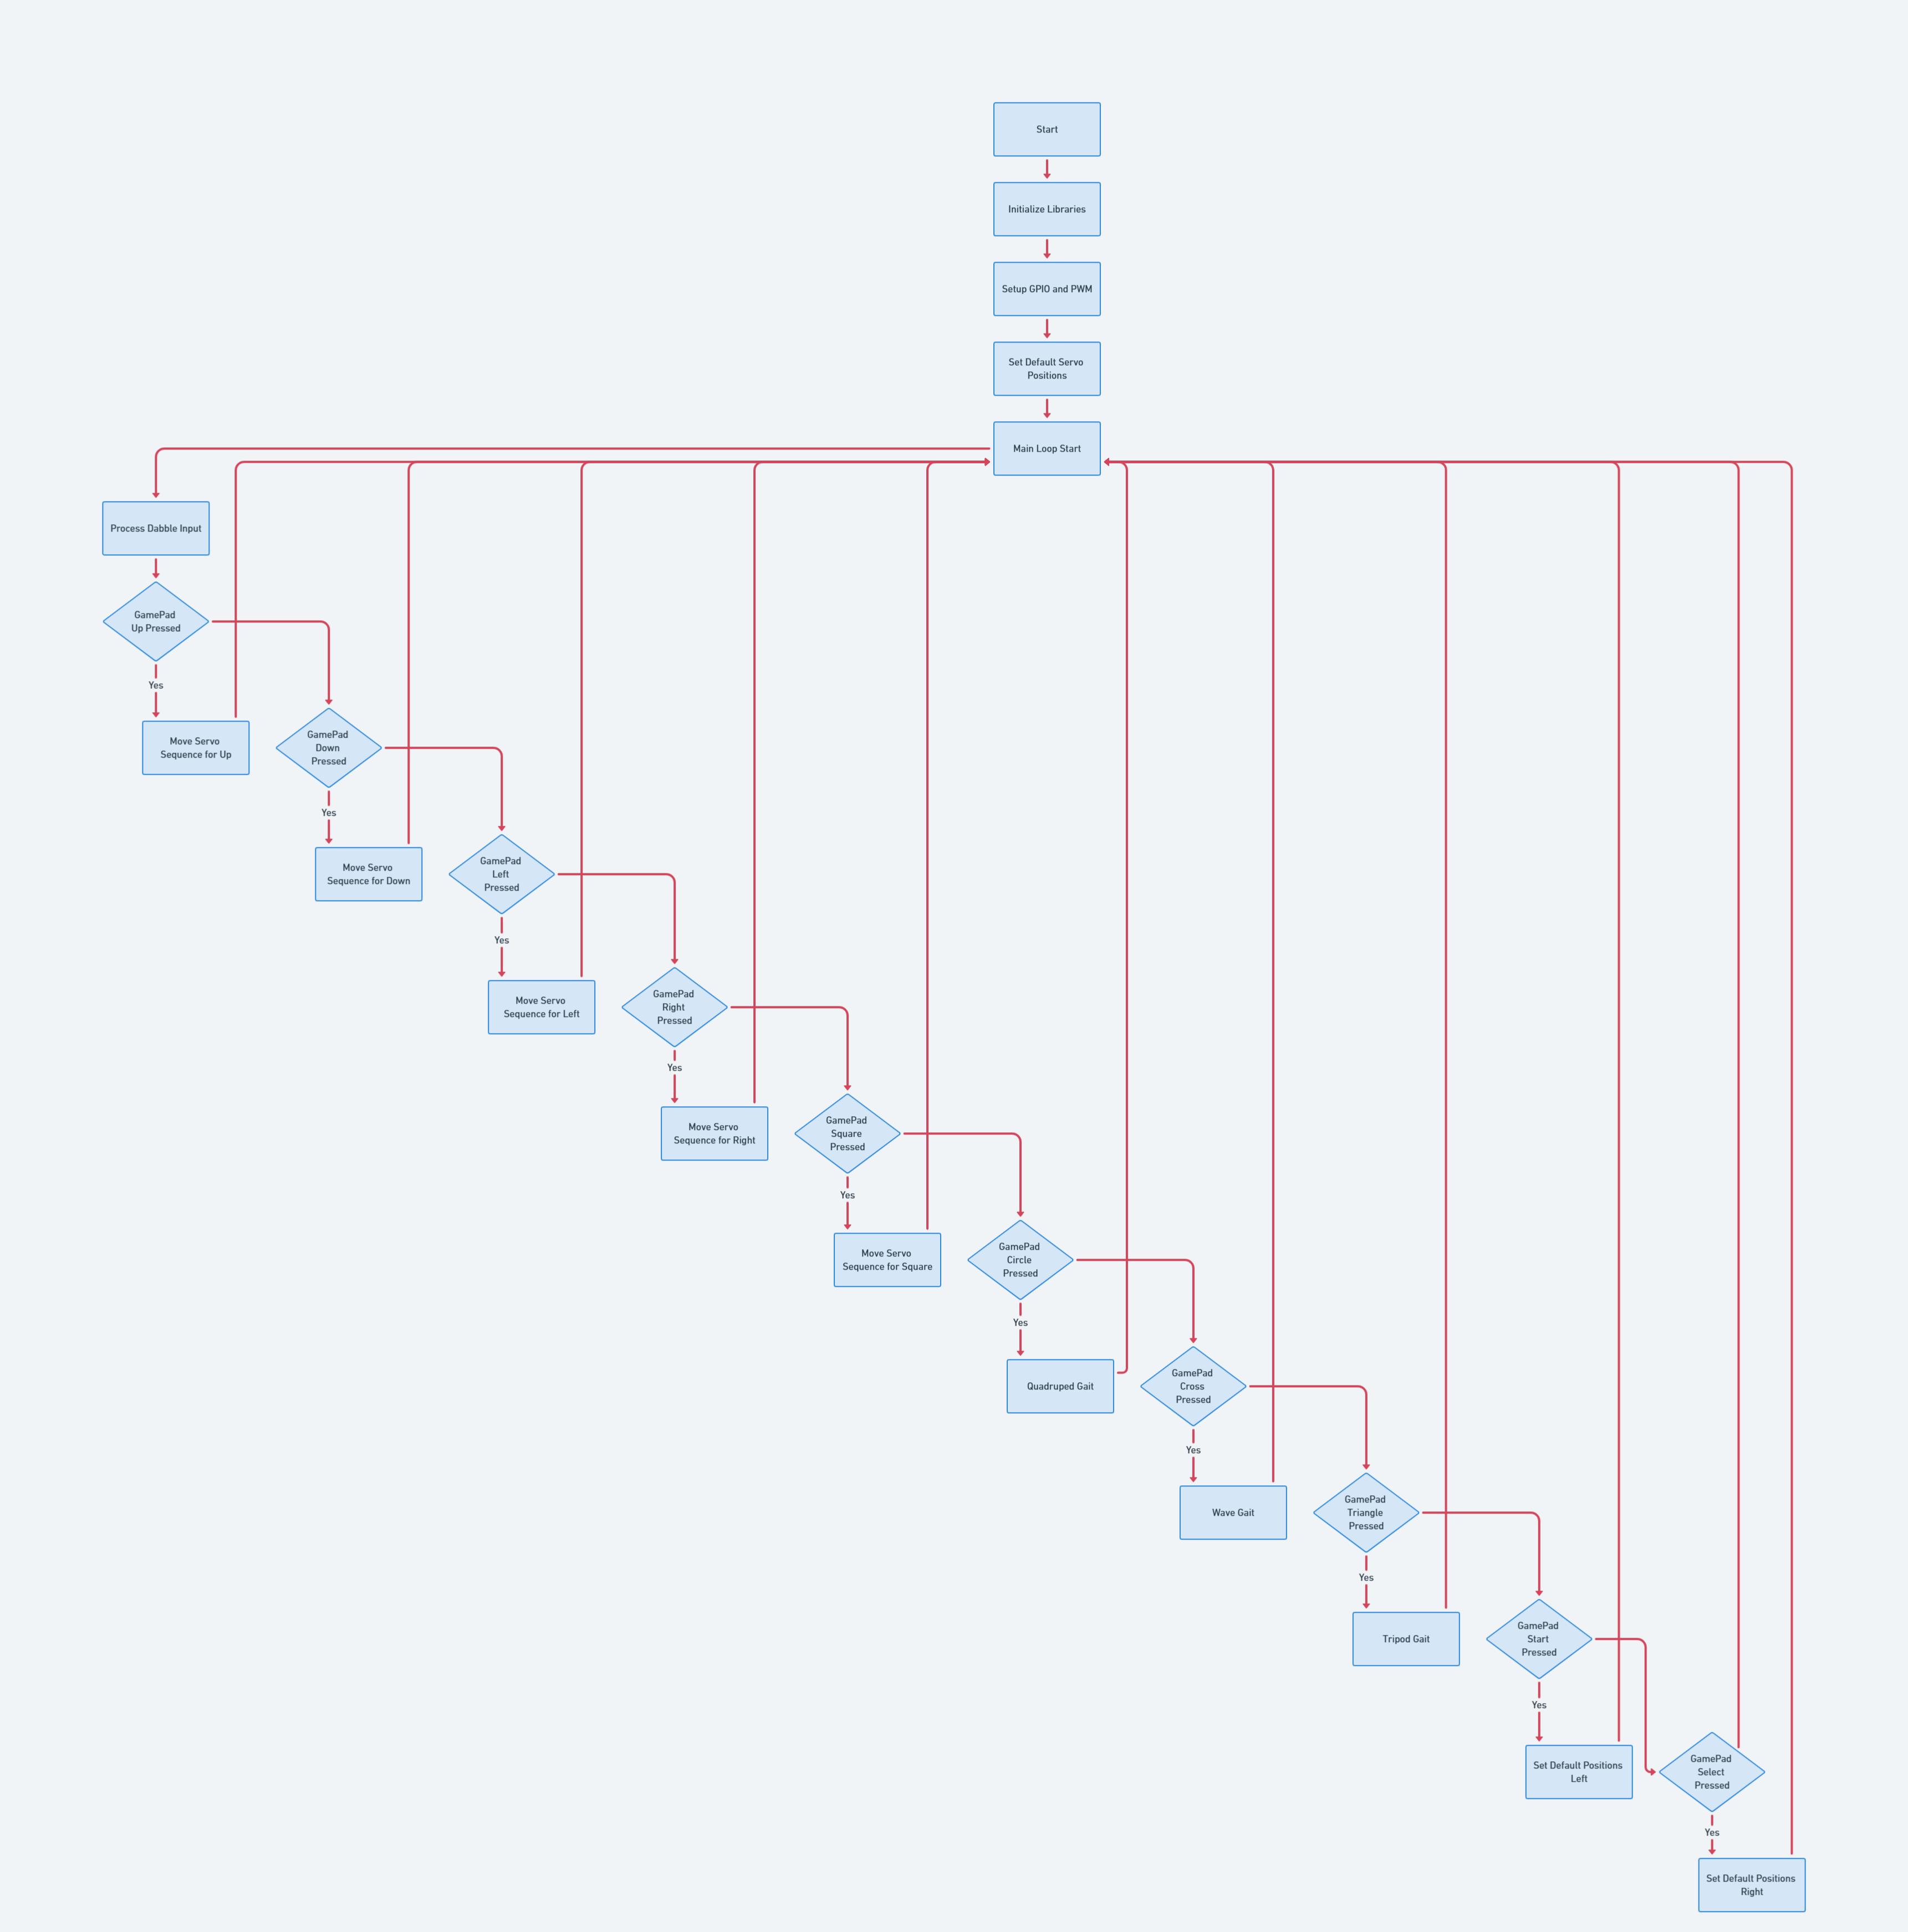 Start
Initialize Libraries
Setup GPIO and PWM
Set Default Servo
Positions
Main Loop Start
Process Dabble Input
GamePad
Up Pressed
Yes
Move Servo
Sequence for Up
GamePad
Down
Pressed
Yes
Move Servo
Sequence for Down
GamePad
Left
Pressed
Yes
Move Servo
Sequence for Left
GamePad
Right
Pressed
Yes
Move Servo
Sequence for Right
GamePad
Square
Pressed
Yes
Move Servo
Sequence for Square
GamePad
Circle
Pressed
Yes
Quadruped Gait
GamePad
Cross
Pressed
Yes
Wave Gait
GamePad
Triangle
Pressed
Yes
Tripod Gait
GamePad
Start
Pressed
Yes
Set Default Positions
Left
GamePad
Select
Pressed
Yes
Set Default Positions
Right